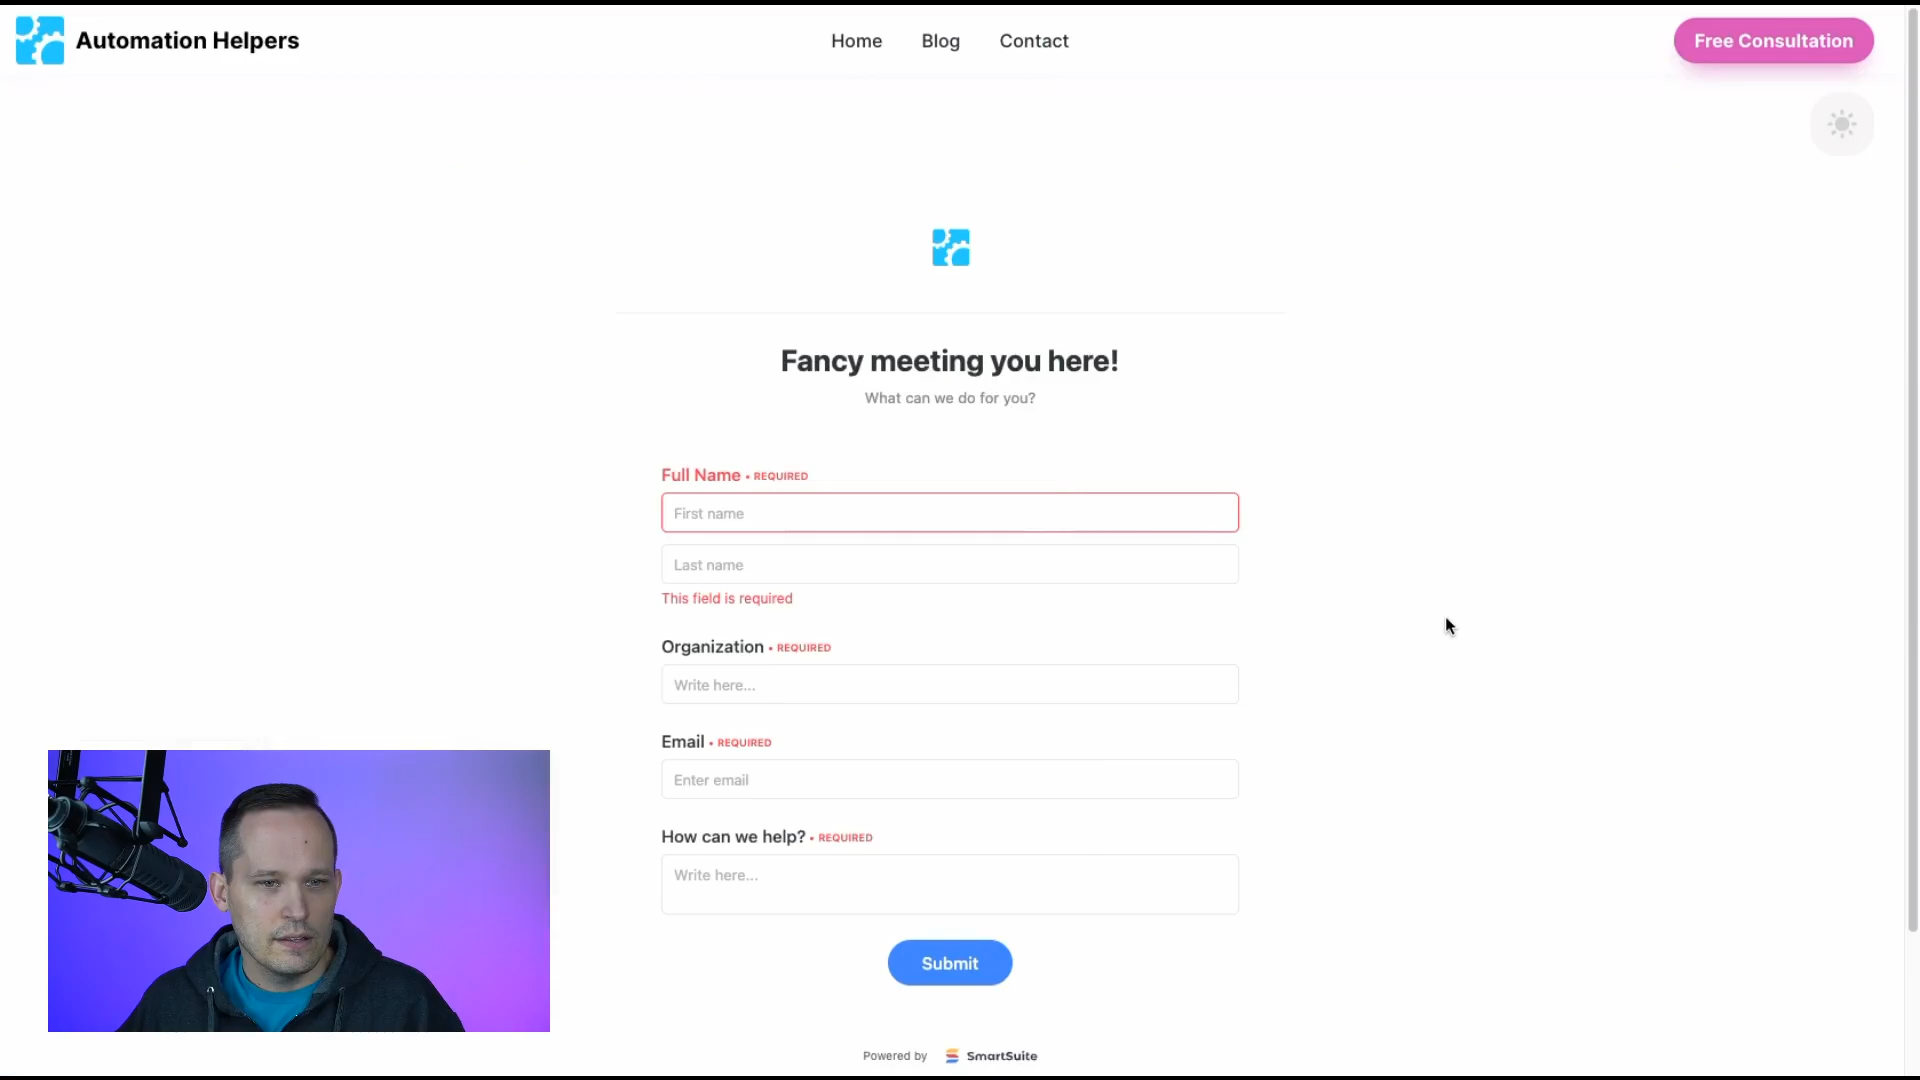 Automation Helpers
Home
Blog
Contact
Free Consultation
Fancy meeting you here!
What can we do for you?
Full Name • REQUIRED
First name
Last name
This field is required
Organization • REQUIRED
Write here...
Email • REQUIRED
Enter email
How can we help? • REQUIRED
Write here...
Submit
Powered by SmartSuite